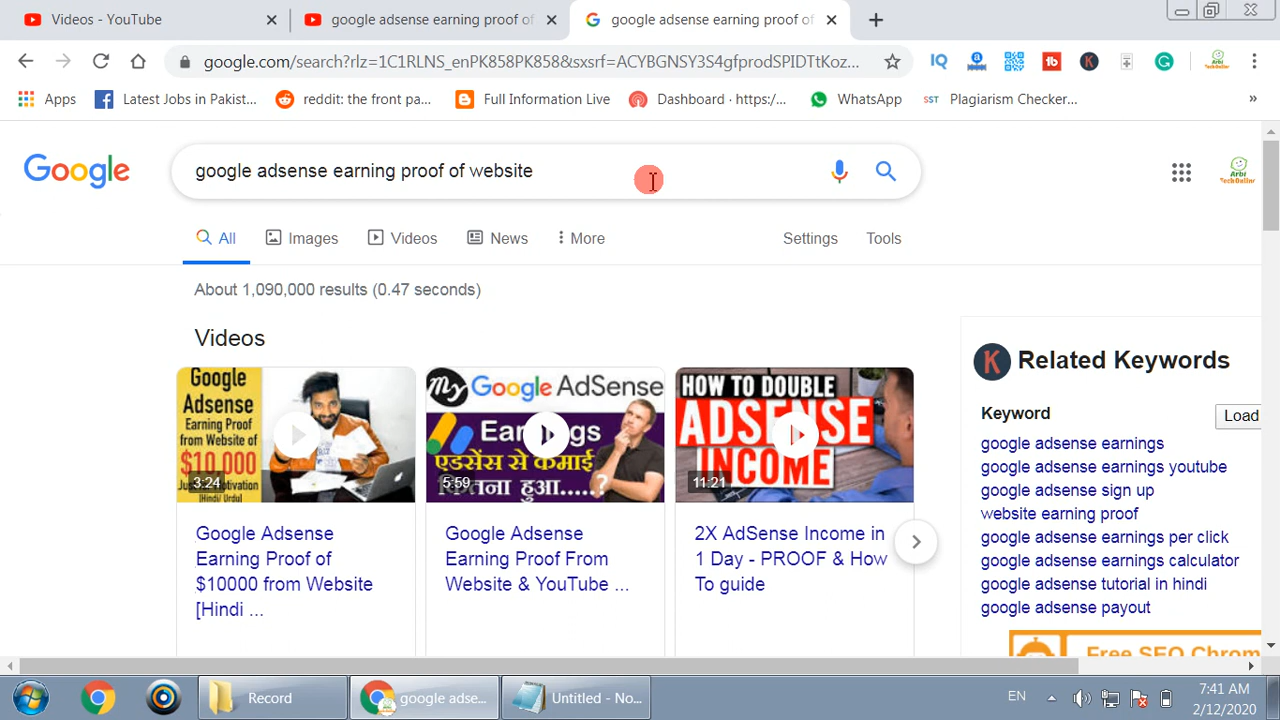 Videos - YouTube
google adsense earning proof of
google adsense earning proof of
google.com/search?rlz=1C1RLNS_enPK858PK858&sxsrf=ACYBGNSY3S4gfprodSPIDTtKoz...
IQ
a
tb
K
G
Apps
Latest Jobs in Pakist...
reddit: the front pa...
Full Information Live
Dashboard · https:/...
WhatsApp
SST Plagiarism Checker...
»
Google
google adsense earning proof of website
Arbi
TechOnline
All
Images
Videos
News
More
Settings
Tools
About 1,090,000 results (0.47 seconds)
Videos
Google
Adsense
Earning Proof
from Website of
$10,000
3:24
My Google AdSense
Earnings
एडसेंस से कमाई
कितना हुआ.....?
5:59
HOW TO DOUBLE
ADSENSE
INCOME
11:21
Google Adsense
Earning Proof of
$10000 from Website
[Hindi ...
Google Adsense
Earning Proof From
Website & YouTube ...
2X AdSense Income in
1 Day - PROOF & How
To guide
K Related Keywords
Keyword
Load
google adsense earnings
google adsense earnings youtube
google adsense sign up
website earning proof
google adsense earnings per click
google adsense earnings calculator
google adsense tutorial in hindi
google adsense payout
Free SEO Chrom
Record
google adse...
Untitled - No...
EN
7:41 AM
2/12/2020